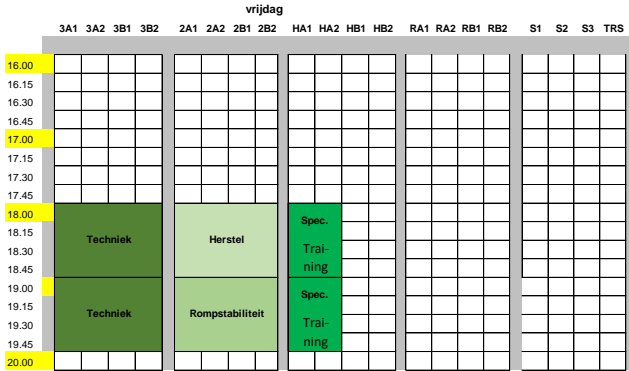 vrijdag
3A1 3A2 3B1 3B2 2A1 2A2 2B1 2B2 HA1 HA2 HB1 HB2 RA1 RA2 RB1 RB2 S1 S2 S3 TRS
16.00
16.15
16.30
16.45
17.00
17.15
17.30
17.45
18.00
Spec.
18.15
Techniek Herstel
18.30 Trai-
18.45 ning
19.00
Spec.
19.15
Techniek Rompstabiliteit
19.30 Trai-
19.45 ning
20.00